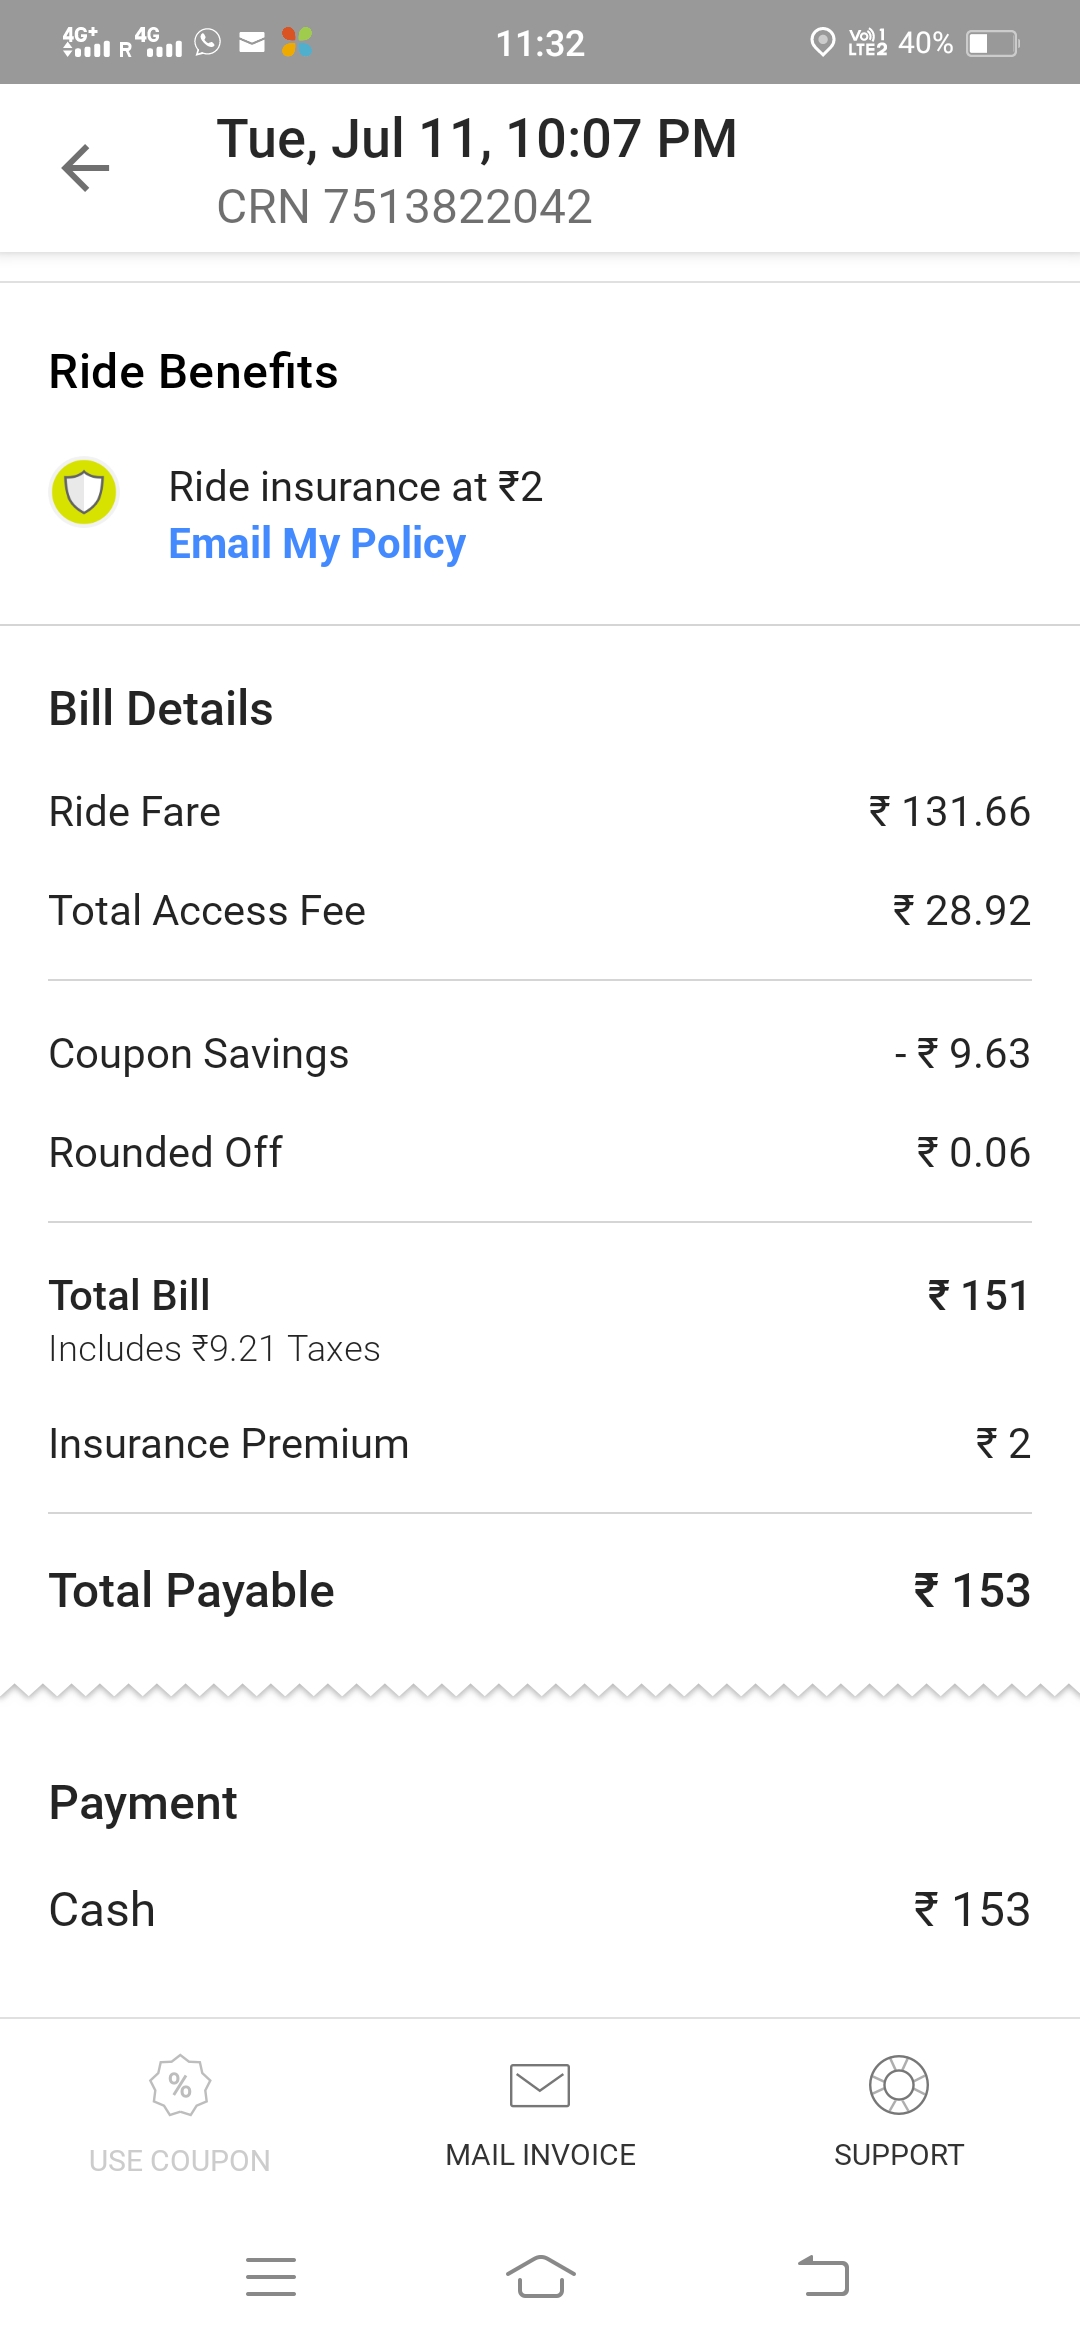 4G+ R 4G 11:32 Vo)) 1 LTE2 40%
Tue, Jul 11, 10:07 PM
CRN 7513822042
Ride Benefits
Ride insurance at ₹2
Email My Policy
Bill Details
Ride Fare ₹ 131.66
Total Access Fee ₹ 28.92
Coupon Savings - ₹ 9.63
Rounded Off ₹ 0.06
Total Bill ₹ 151
Includes ₹9.21 Taxes
Insurance Premium ₹ 2
Total Payable ₹ 153
Payment
Cash ₹ 153
%
USE COUPON MAIL INVOICE SUPPORT